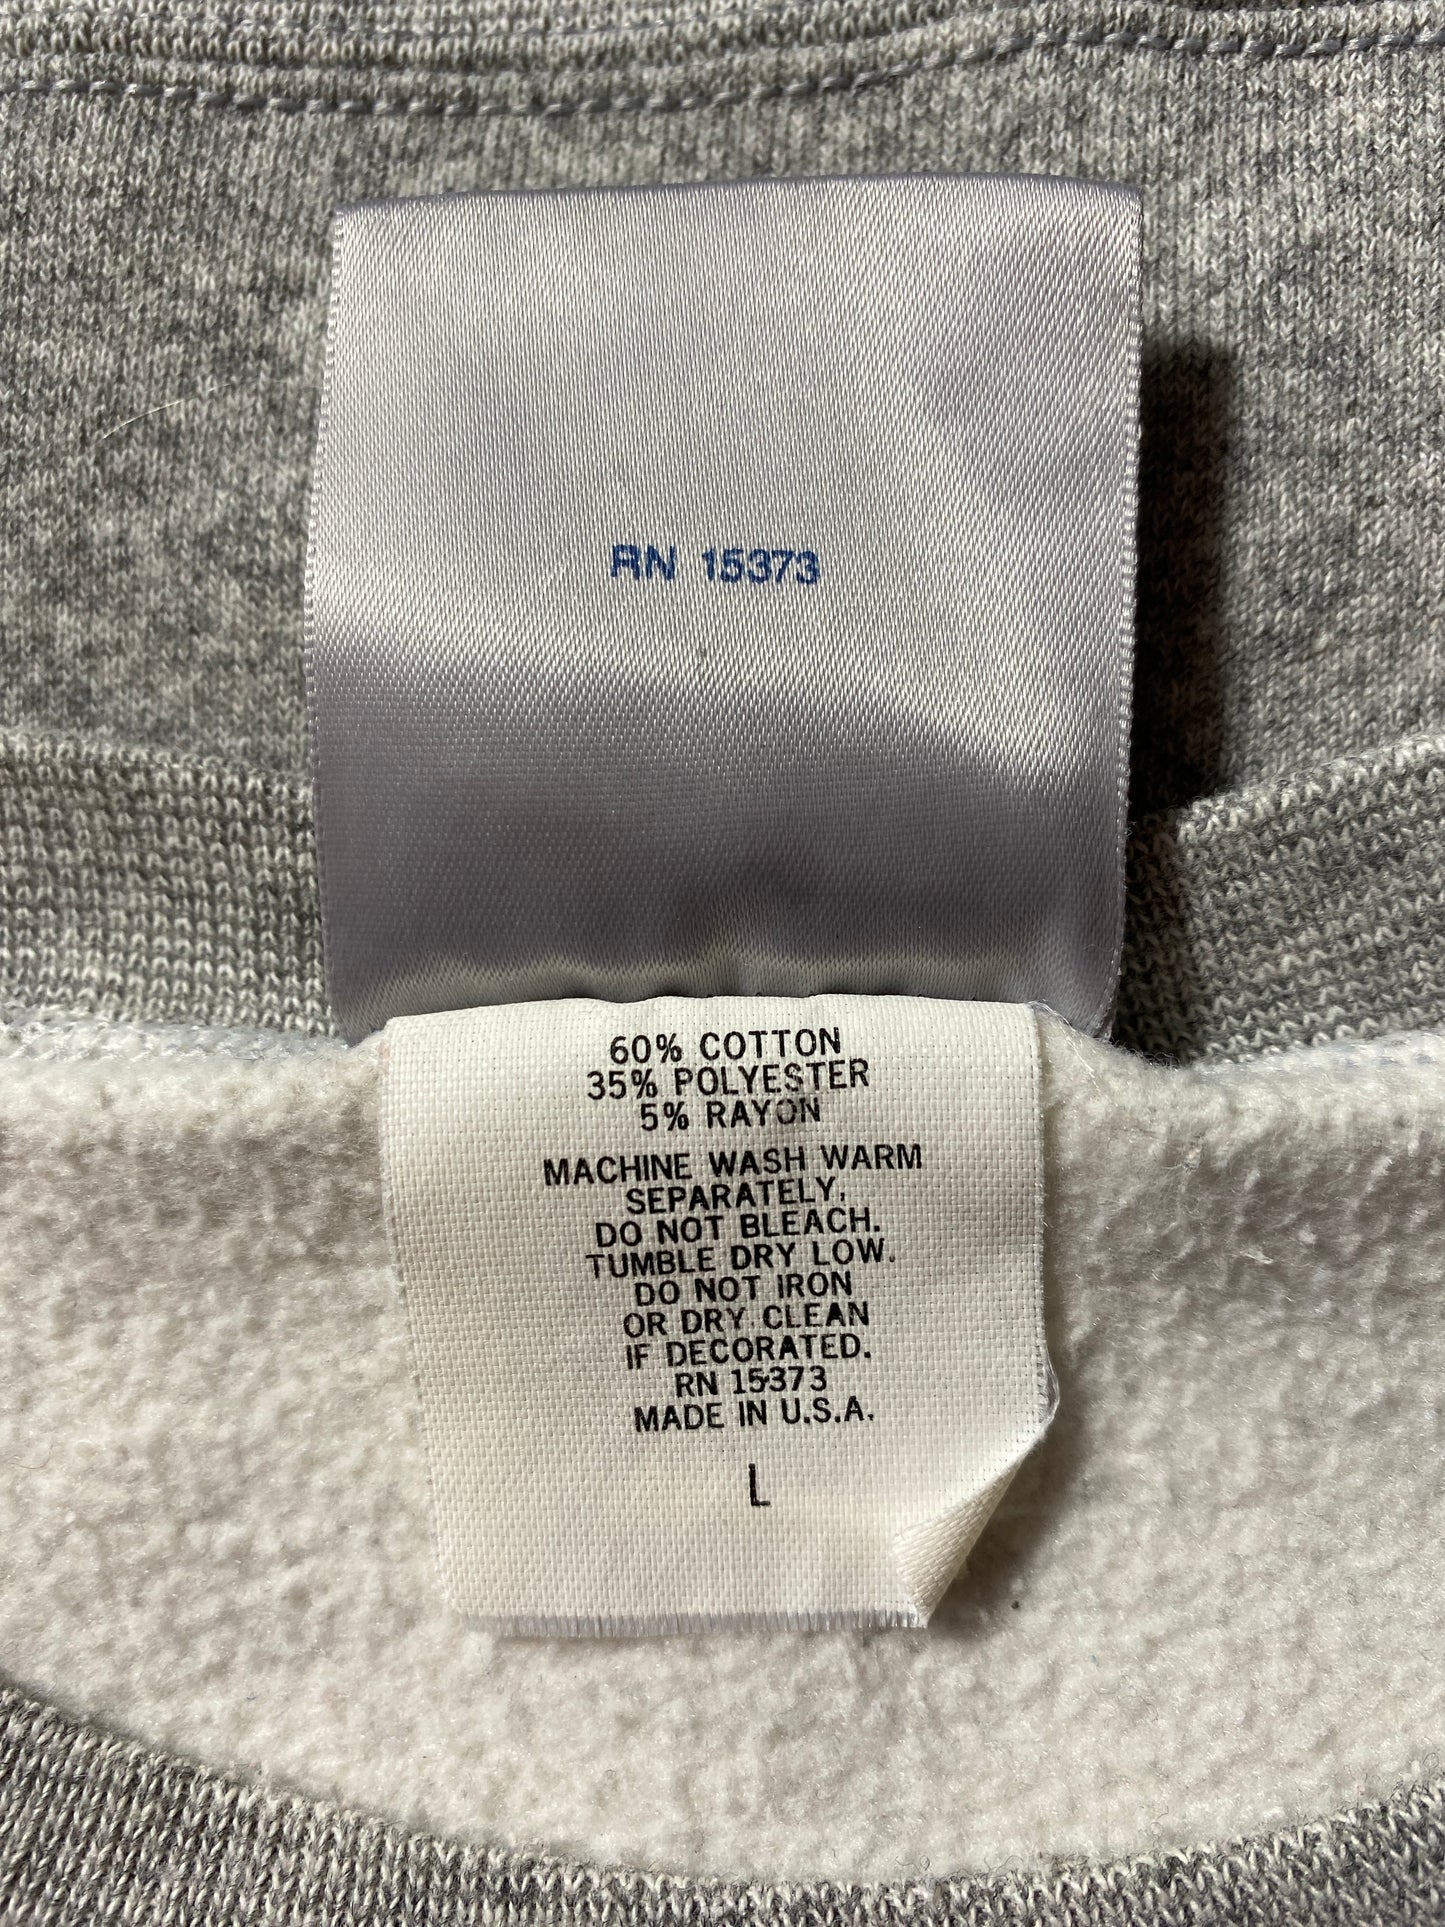 RN 15373
60% COTTON
35% POLYESTER
5% RAYON
MACHINE WASH WARM
SEPARATELY.
DO NOT BLEACH.
TUMBLE DRY LOW.
DO NOT IRON
OR DRY CLEAN
IF DECORATED.
RN 15373
MADE IN U.S.A.
L